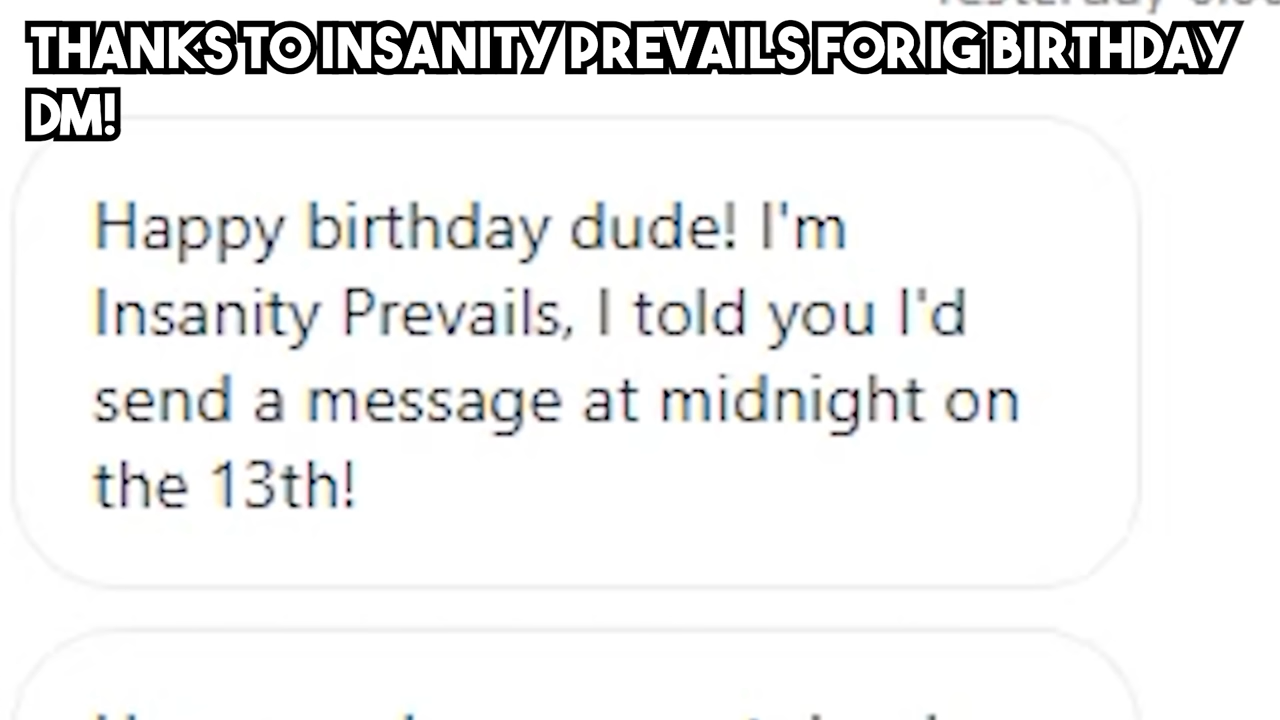 Yesterday
THANKS TO INSANITY PREVAILS FOR IG BIRTHDAY
DM!
Happy birthday dude! I'm
Insanity Prevails, I told you I'd
send a message at midnight on
the 13th!